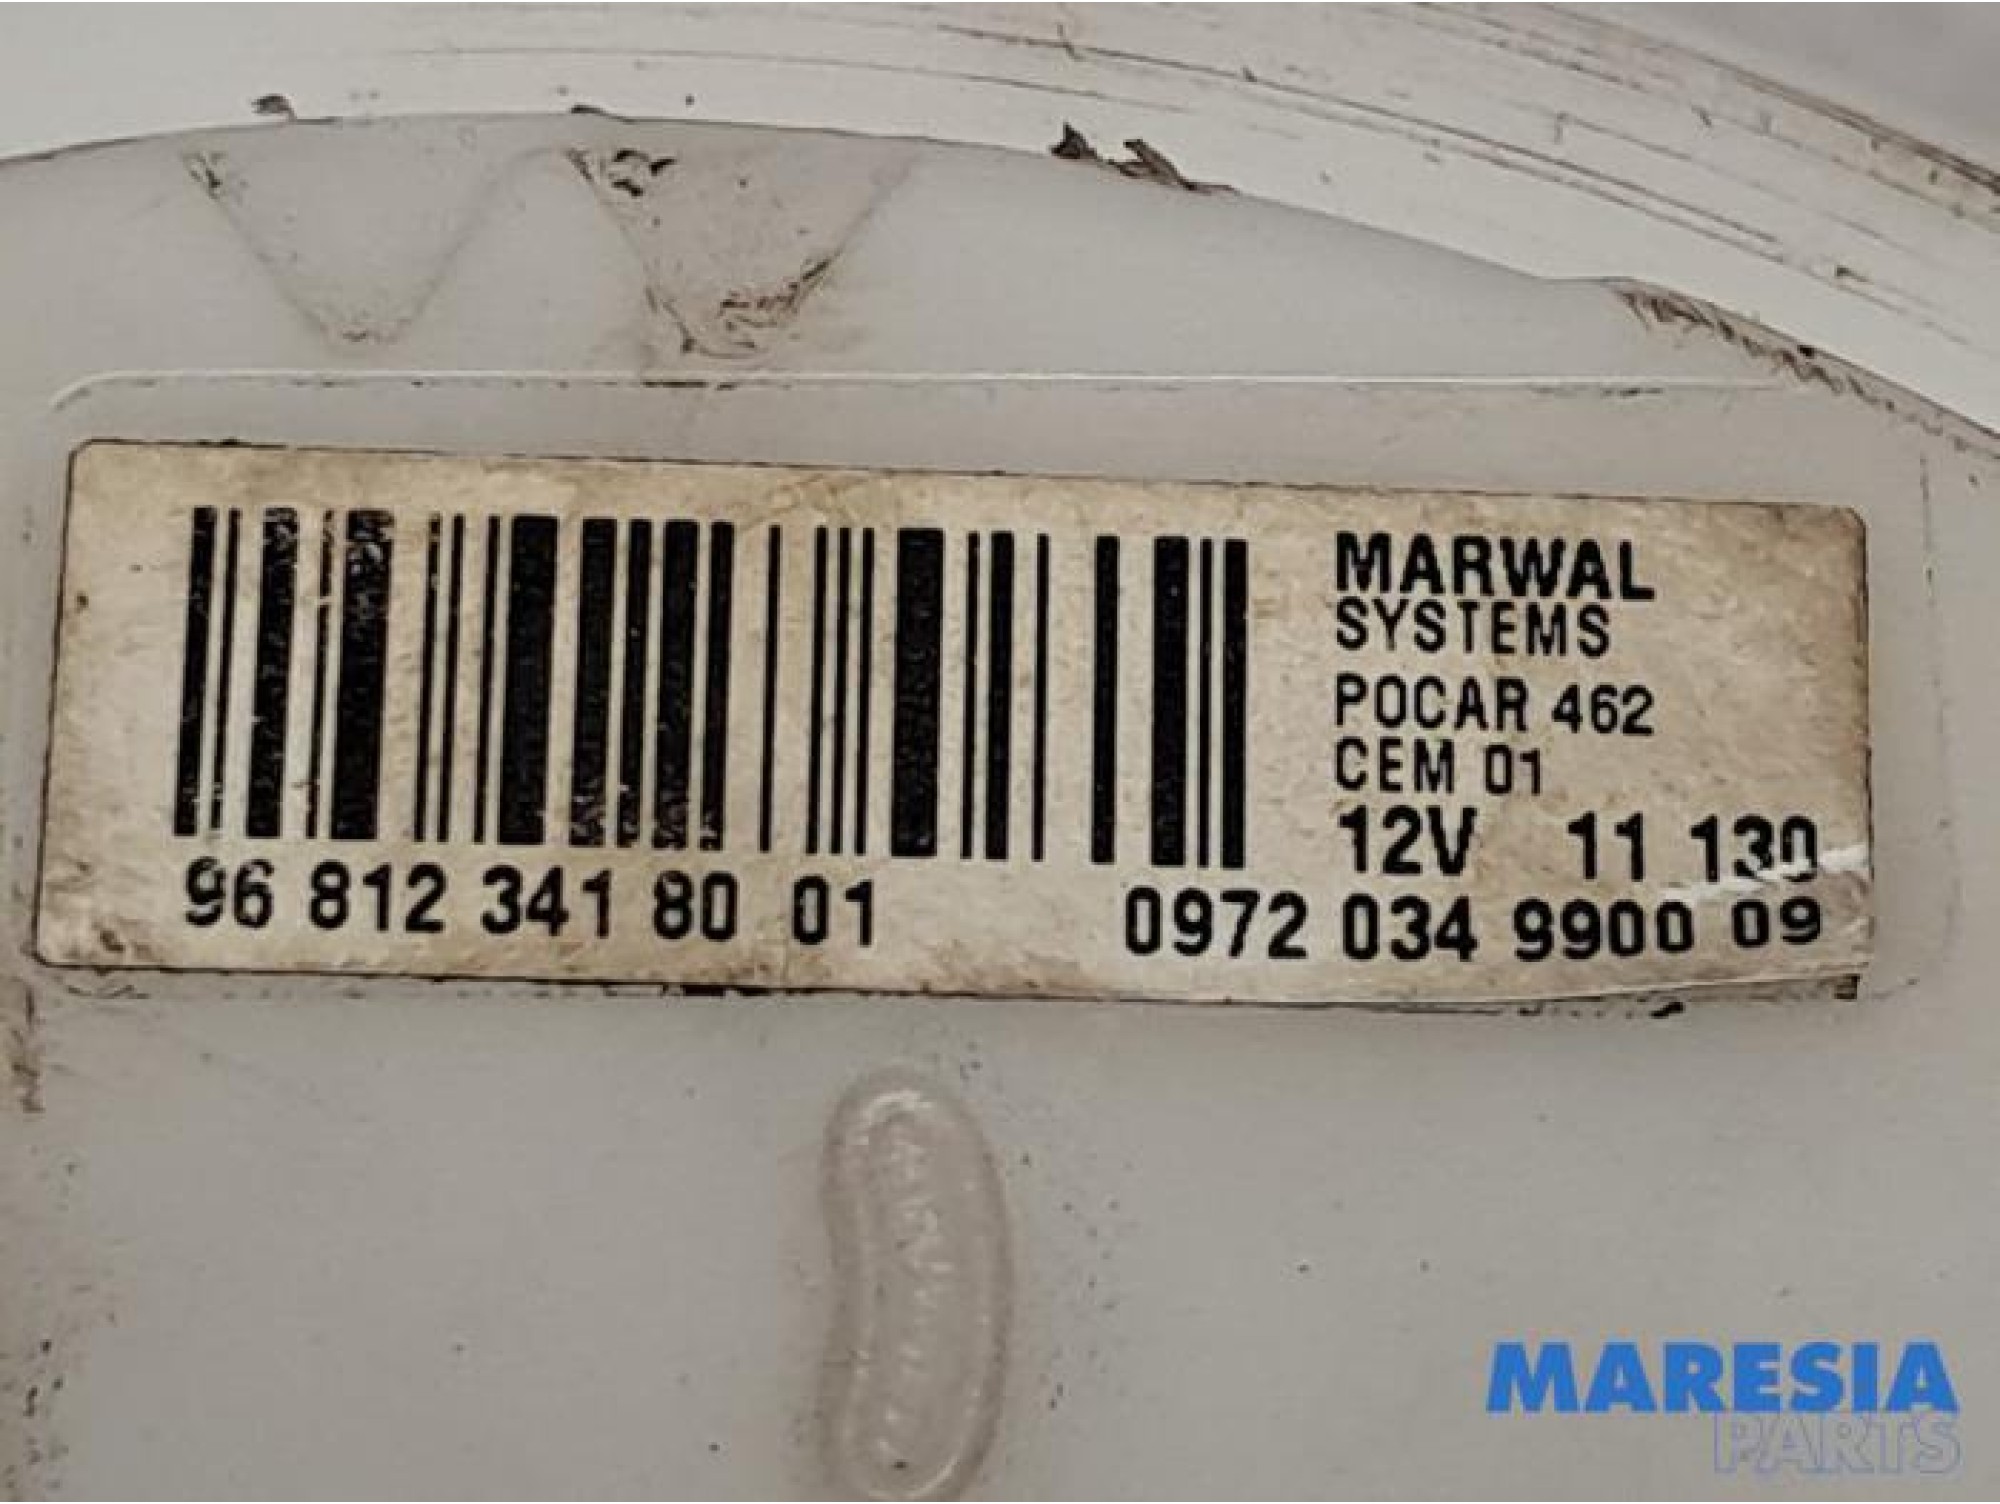 MARWAL
SYSTEMS
POCAR 462
CEM 01
12V 11 130
96 812 341 80 01 0972 034 9900 09
MARESIA
PARTS